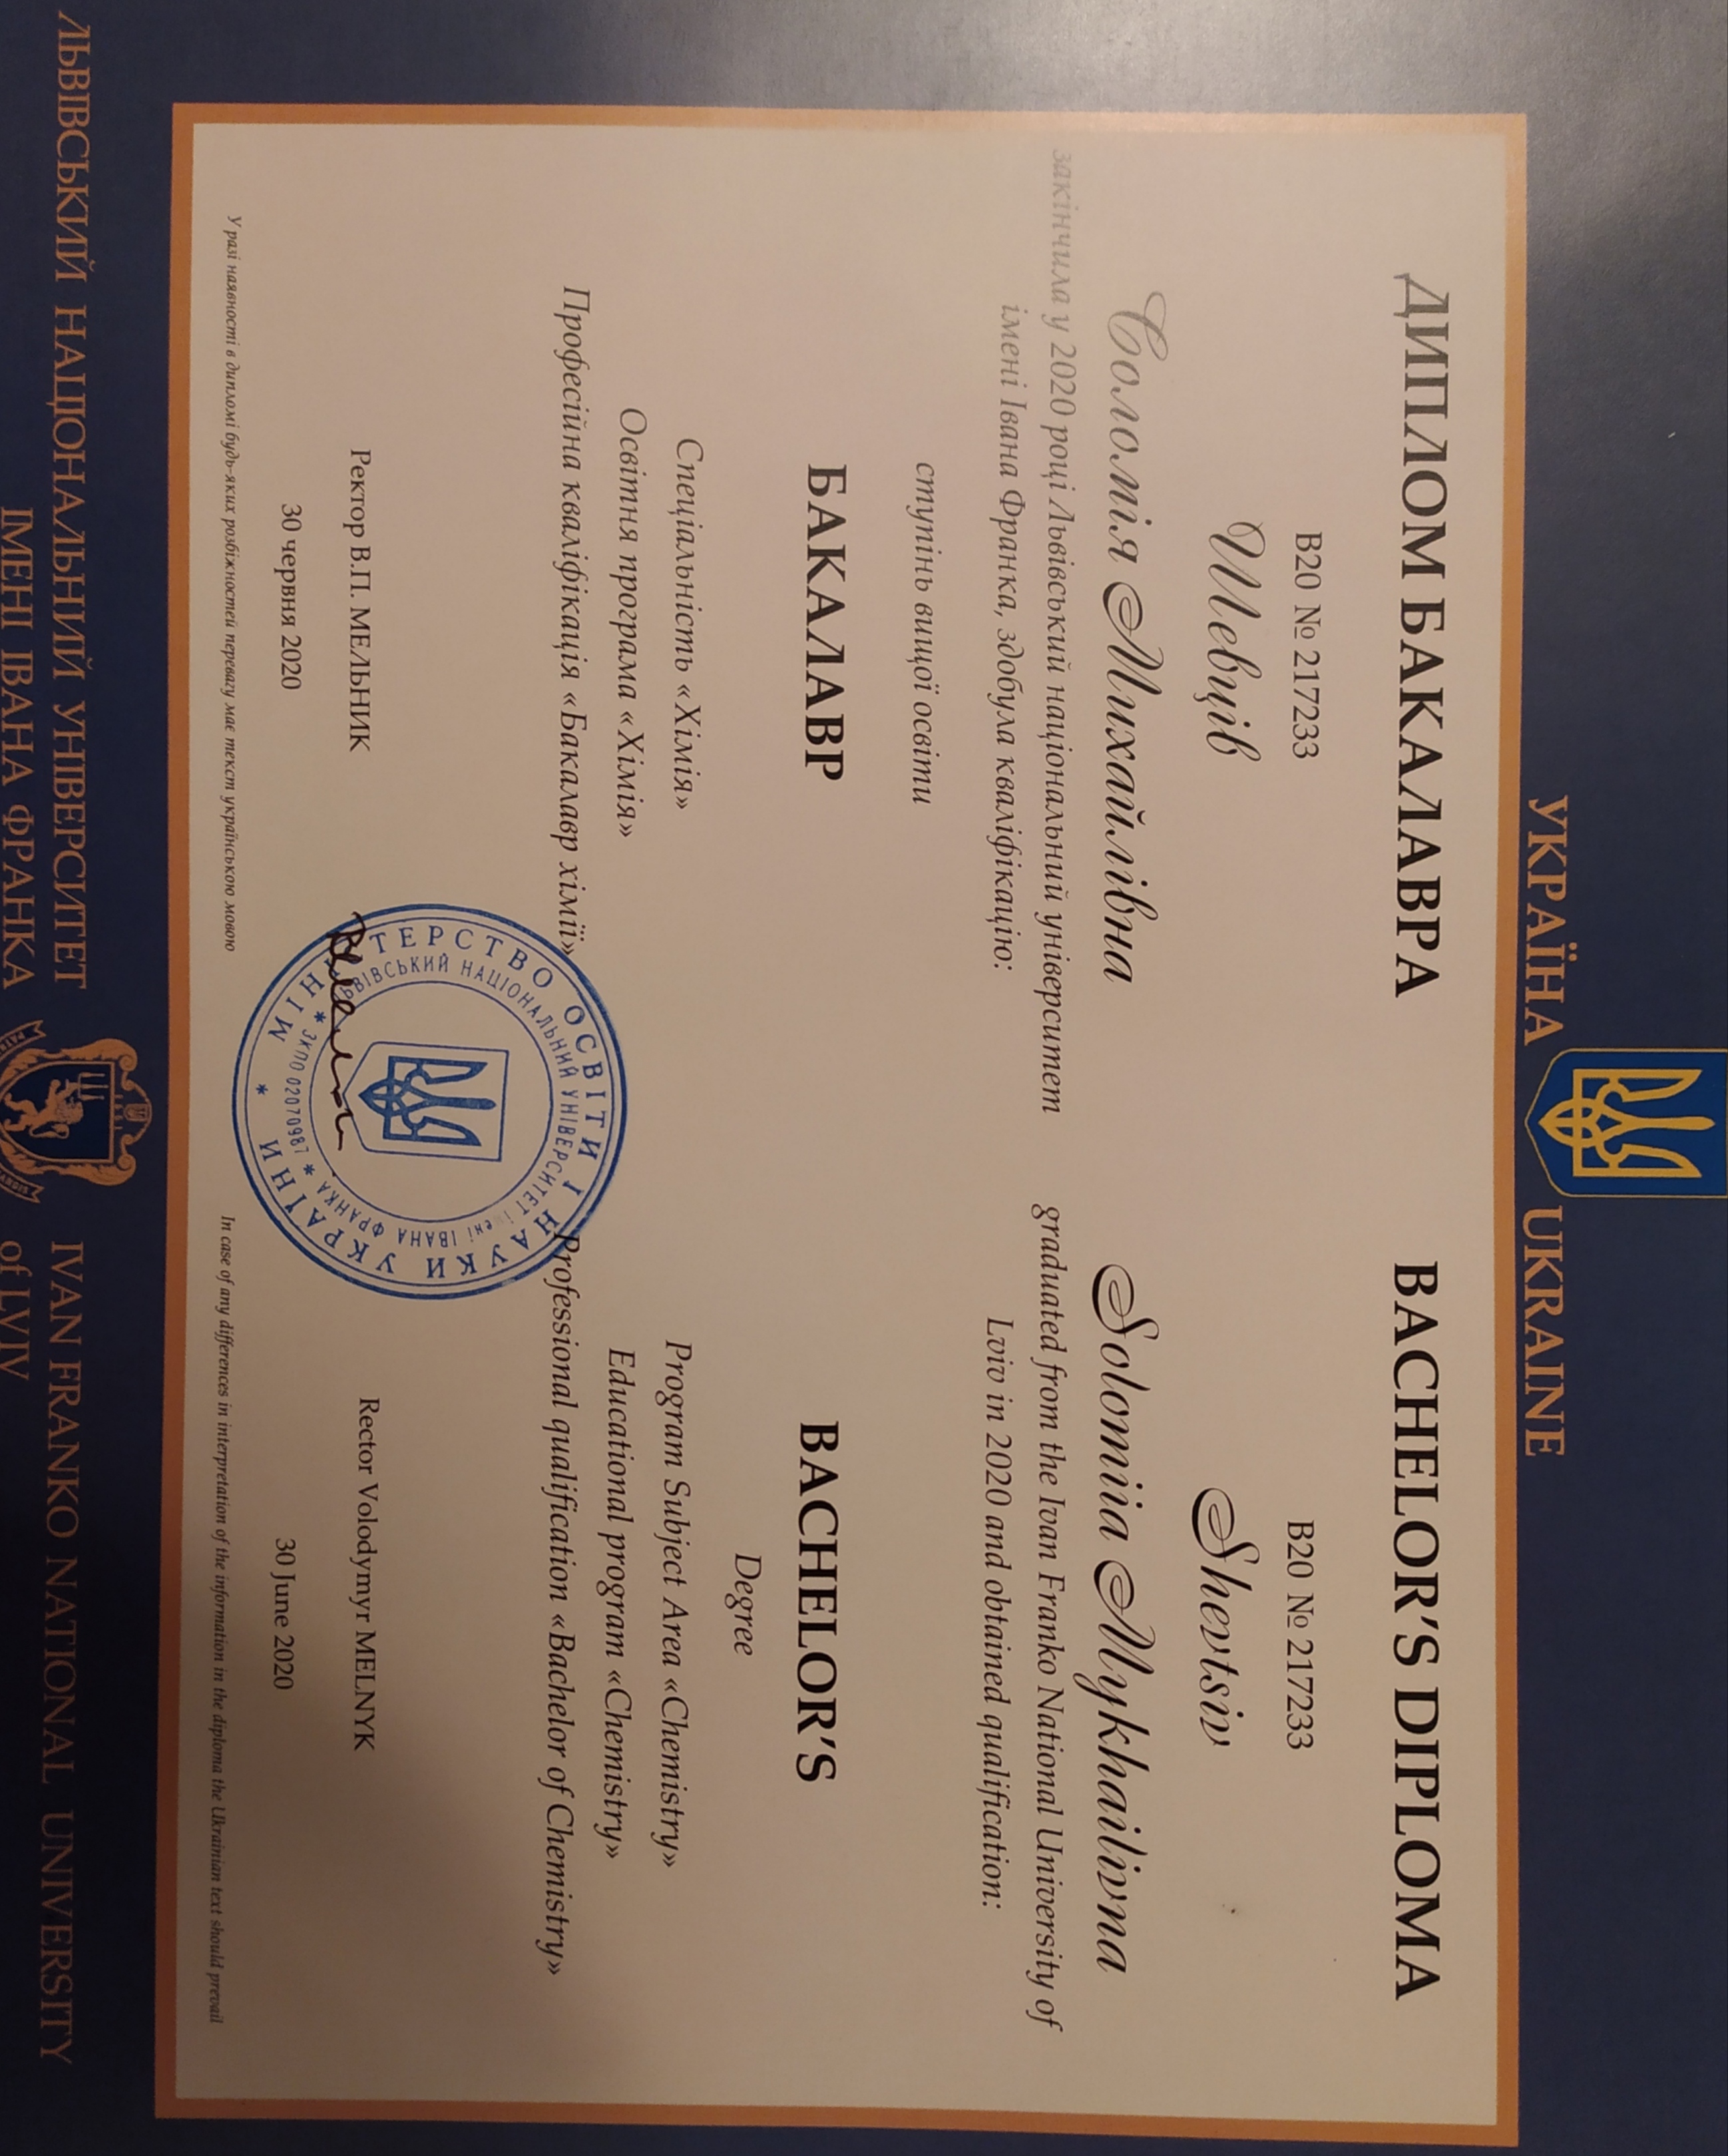 УКРАЇНА UKRAINE
ДИПЛОМ БАКАЛАВРА
В20 № 217233
Шевців
Соломія Михайлівна
закінчила у 2020 році Львівський національний університет
імені Івана Франка, здобула кваліфікацію:
ступінь вищої освіти
БАКАЛАВР
Спеціальність «Хімія»
Освітня програма «Хімія»
Професійна кваліфікація «Бакалавр хімії»
Ректор В.П. МЕЛЬНИК
30 червня 2020
У разі наявності в дипломі будь-яких розбіжностей перевагу має текст українською мовою
BACHELOR'S DIPLOMA
B20 № 217233
Shevtsiv
Solomiia Mykhailivna
graduated from the Ivan Franko National University of
Lviv in 2020 and obtained qualification:
BACHELOR'S
Degree
Program Subject Area «Chemistry»
Educational program «Chemistry»
Professional qualification «Bachelor of Chemistry»
Rector Volodymyr MELNYK
30 June 2020
In case of any differences in interpretation of the information in the diploma the Ukrainian text should prevail
МІНІСТЕРСТВО ОСВІТИ І НАУКИ УКРАЇНИ
ЛЬВІВСЬКИЙ НАЦІОНАЛЬНИЙ УНІВЕРСИТЕТ імені ІВАНА ФРАНКА
ЗКПО 02070987
ЛЬВІВСЬКИЙ НАЦІОНАЛЬНИЙ УНІВЕРСИТЕТ
ІМЕНІ ІВАНА ФРАНКА
IVAN FRANKO NATIONAL UNIVERSITY
of LVIV